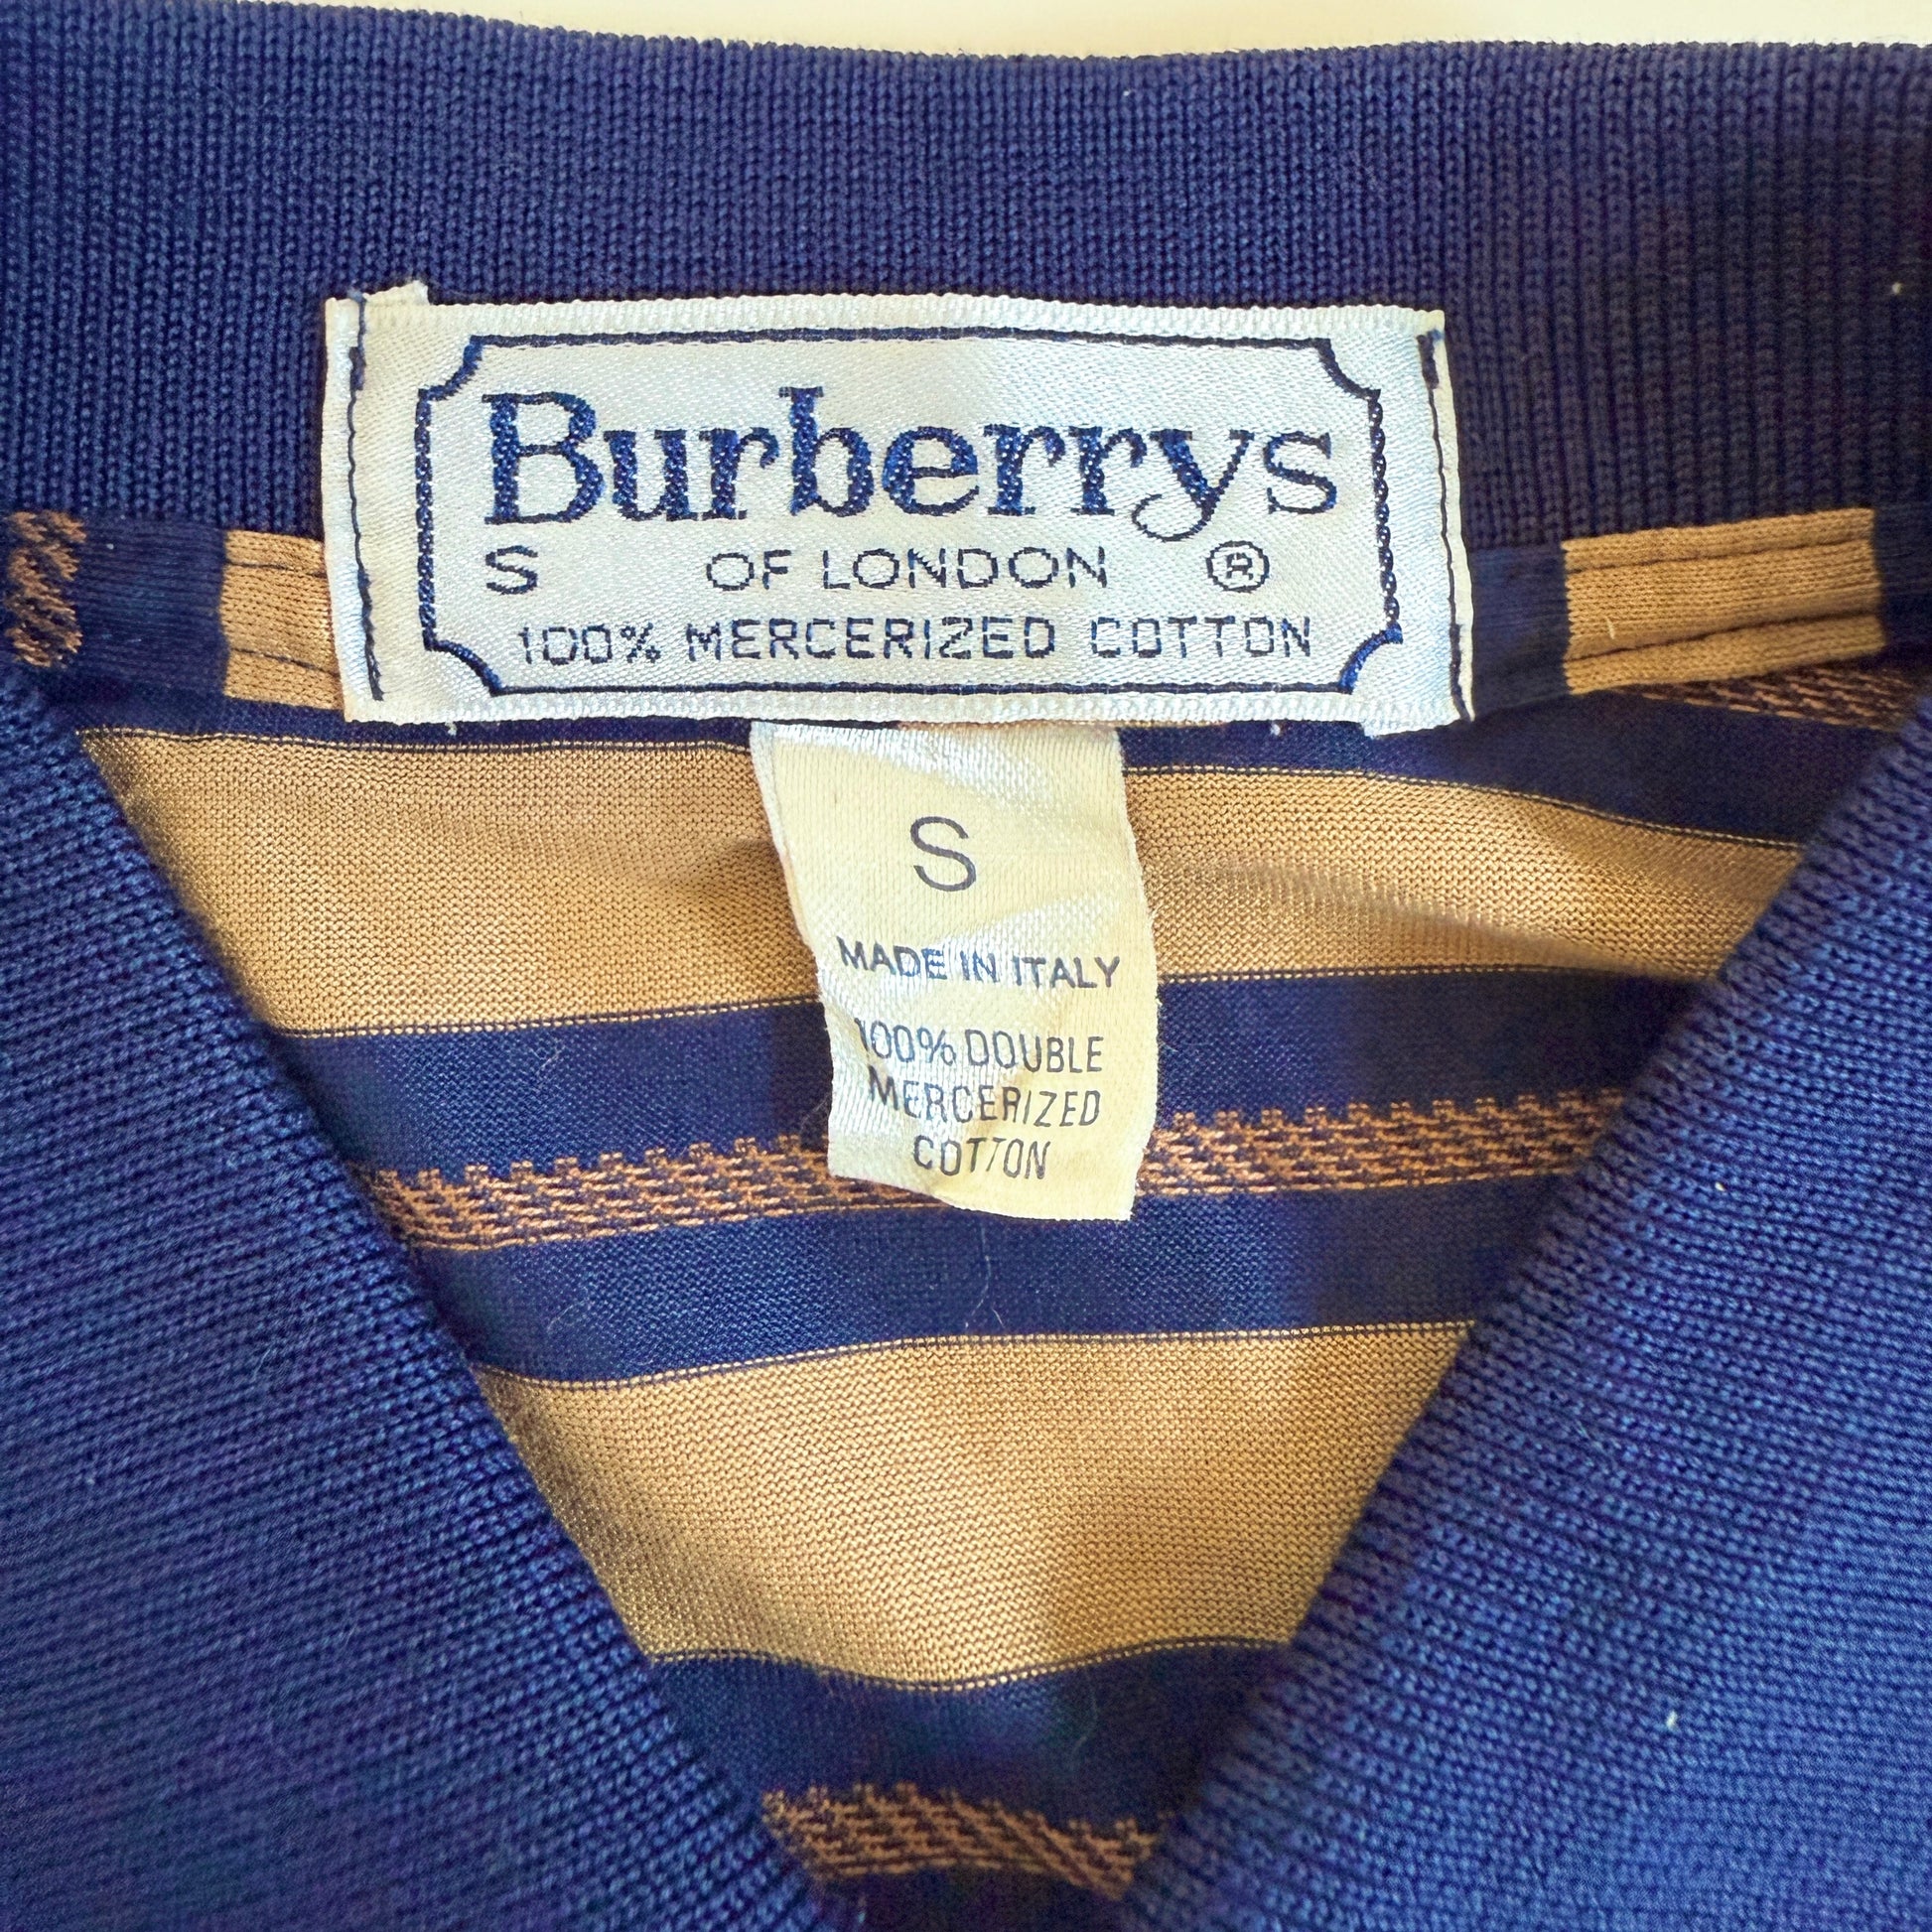 Burberrys
S OF LONDON ®
100% MERCERIZED COTTON
S
MADE IN ITALY
100% DOUBLE
MERCERIZED
COTTON